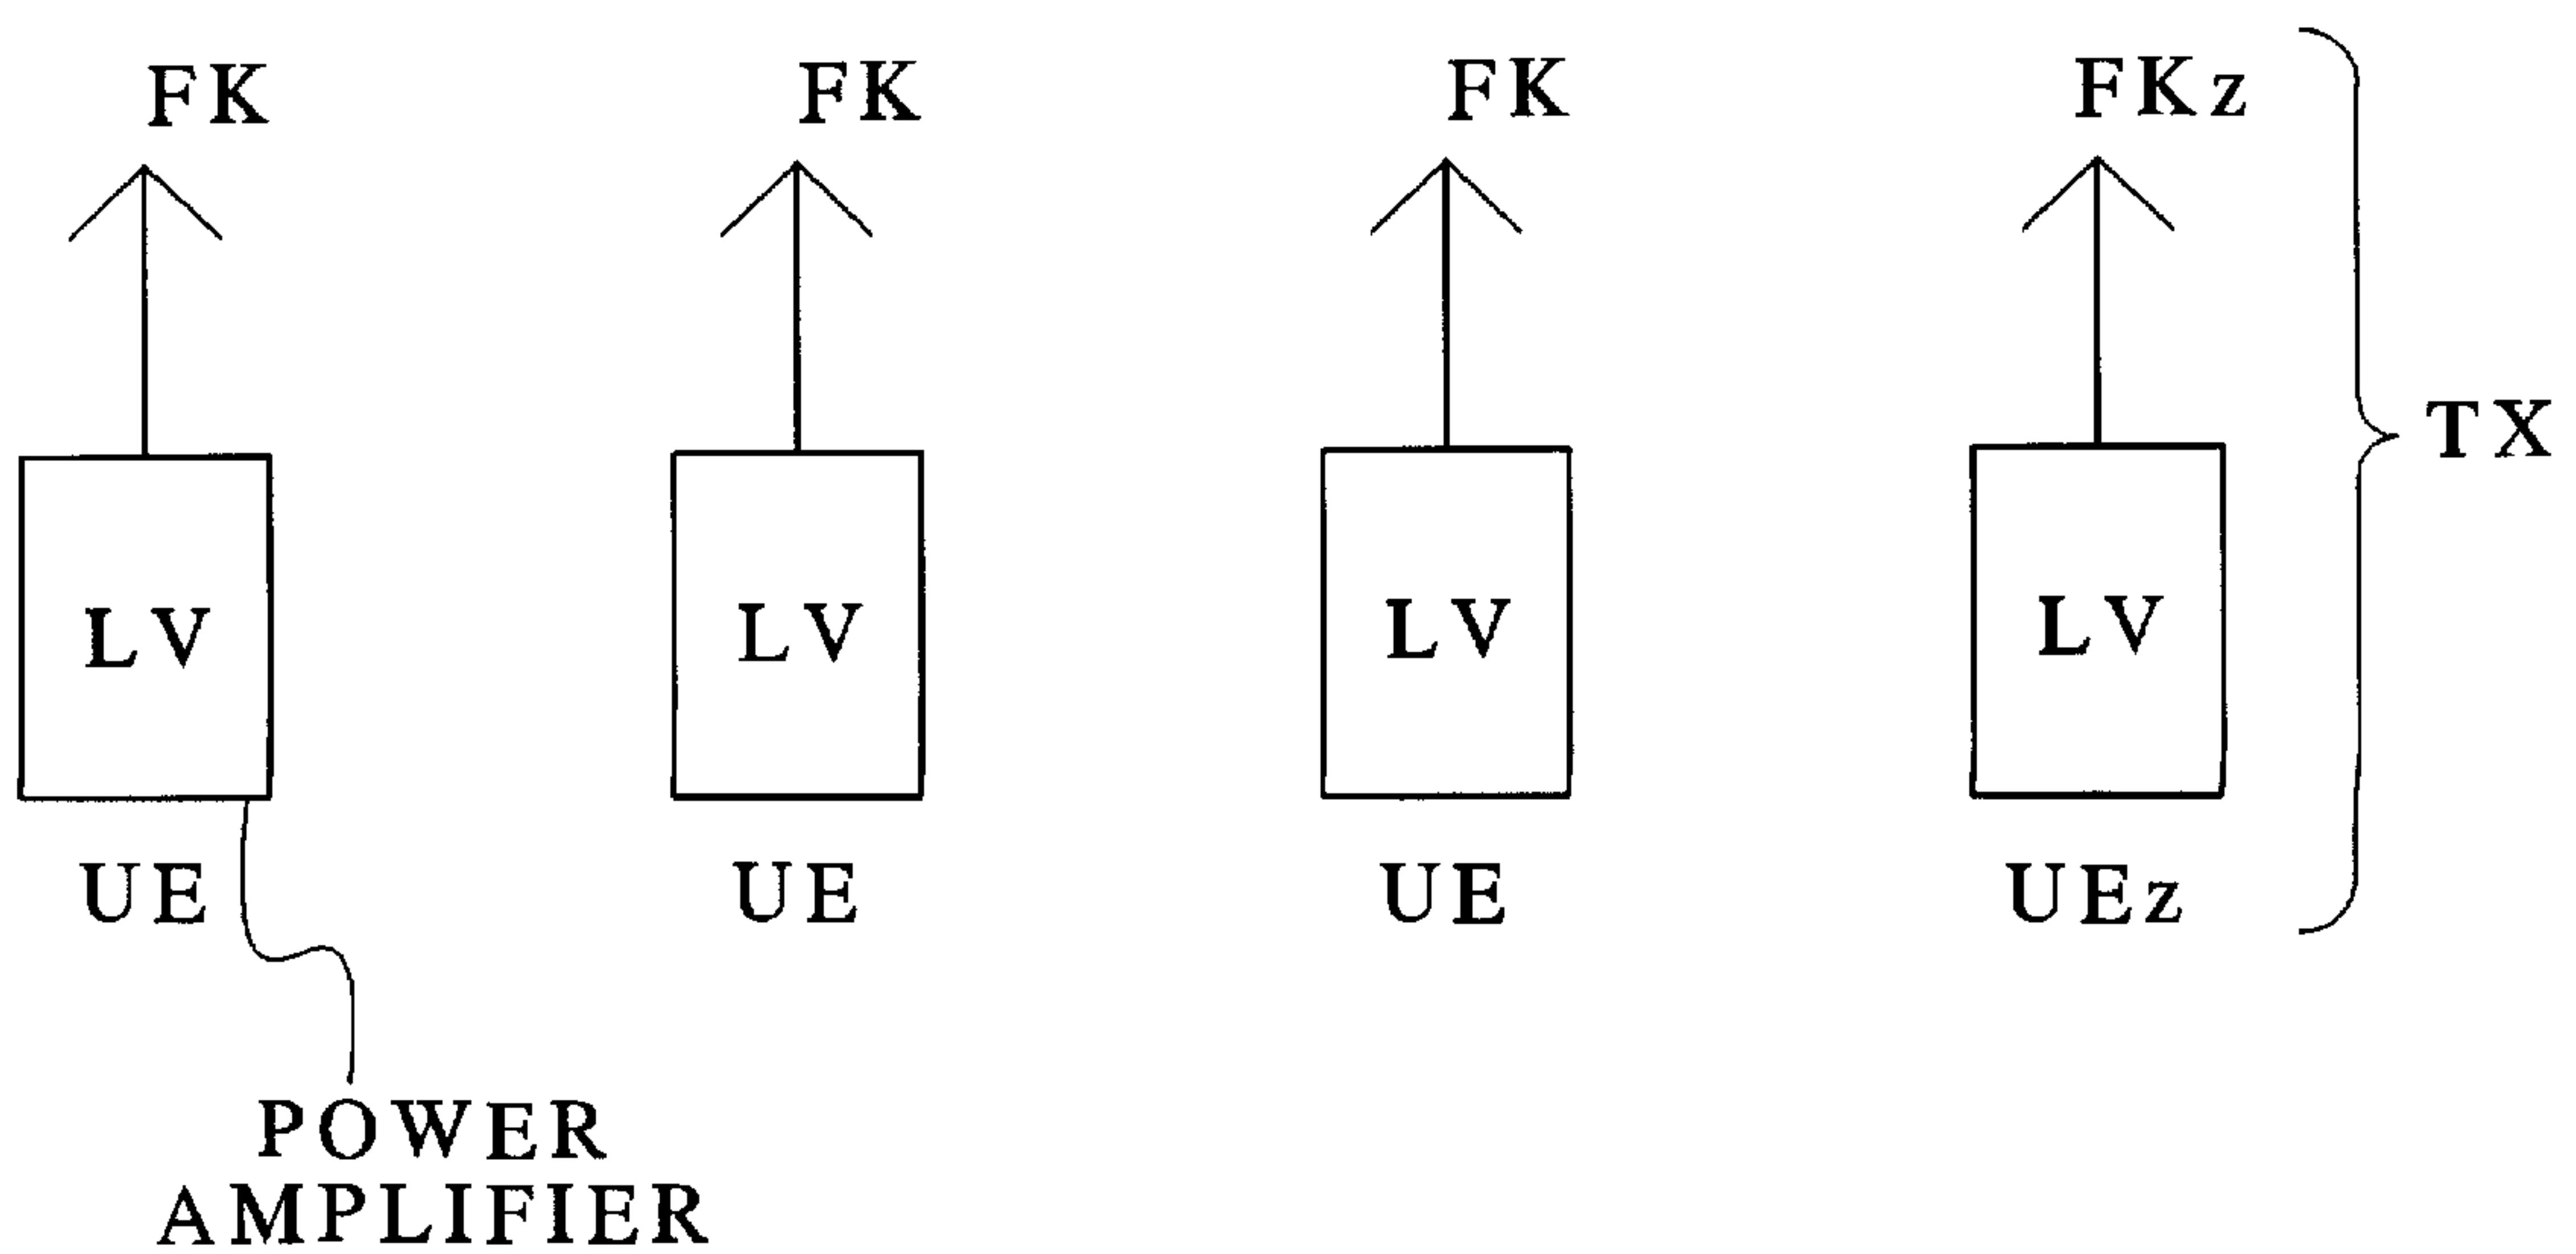 FK FK FK FKz
TX
LV LV LV LV
UE UE UE UEz
POWER
AMPLIFIER